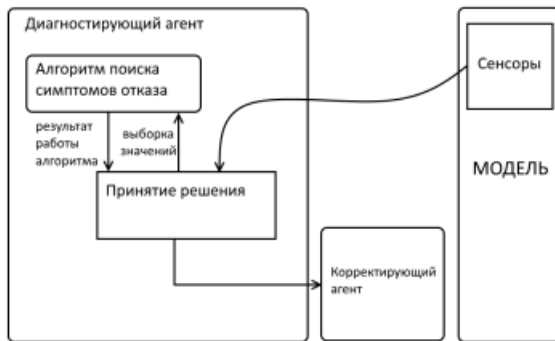 Диагностирующий агент
Алгоритм поиска
симптомов отказа
результат
работы
алгоритма
выборка
значений
Принятие решения
Корректирующий
агент
Сенсоры
МОДЕЛЬ